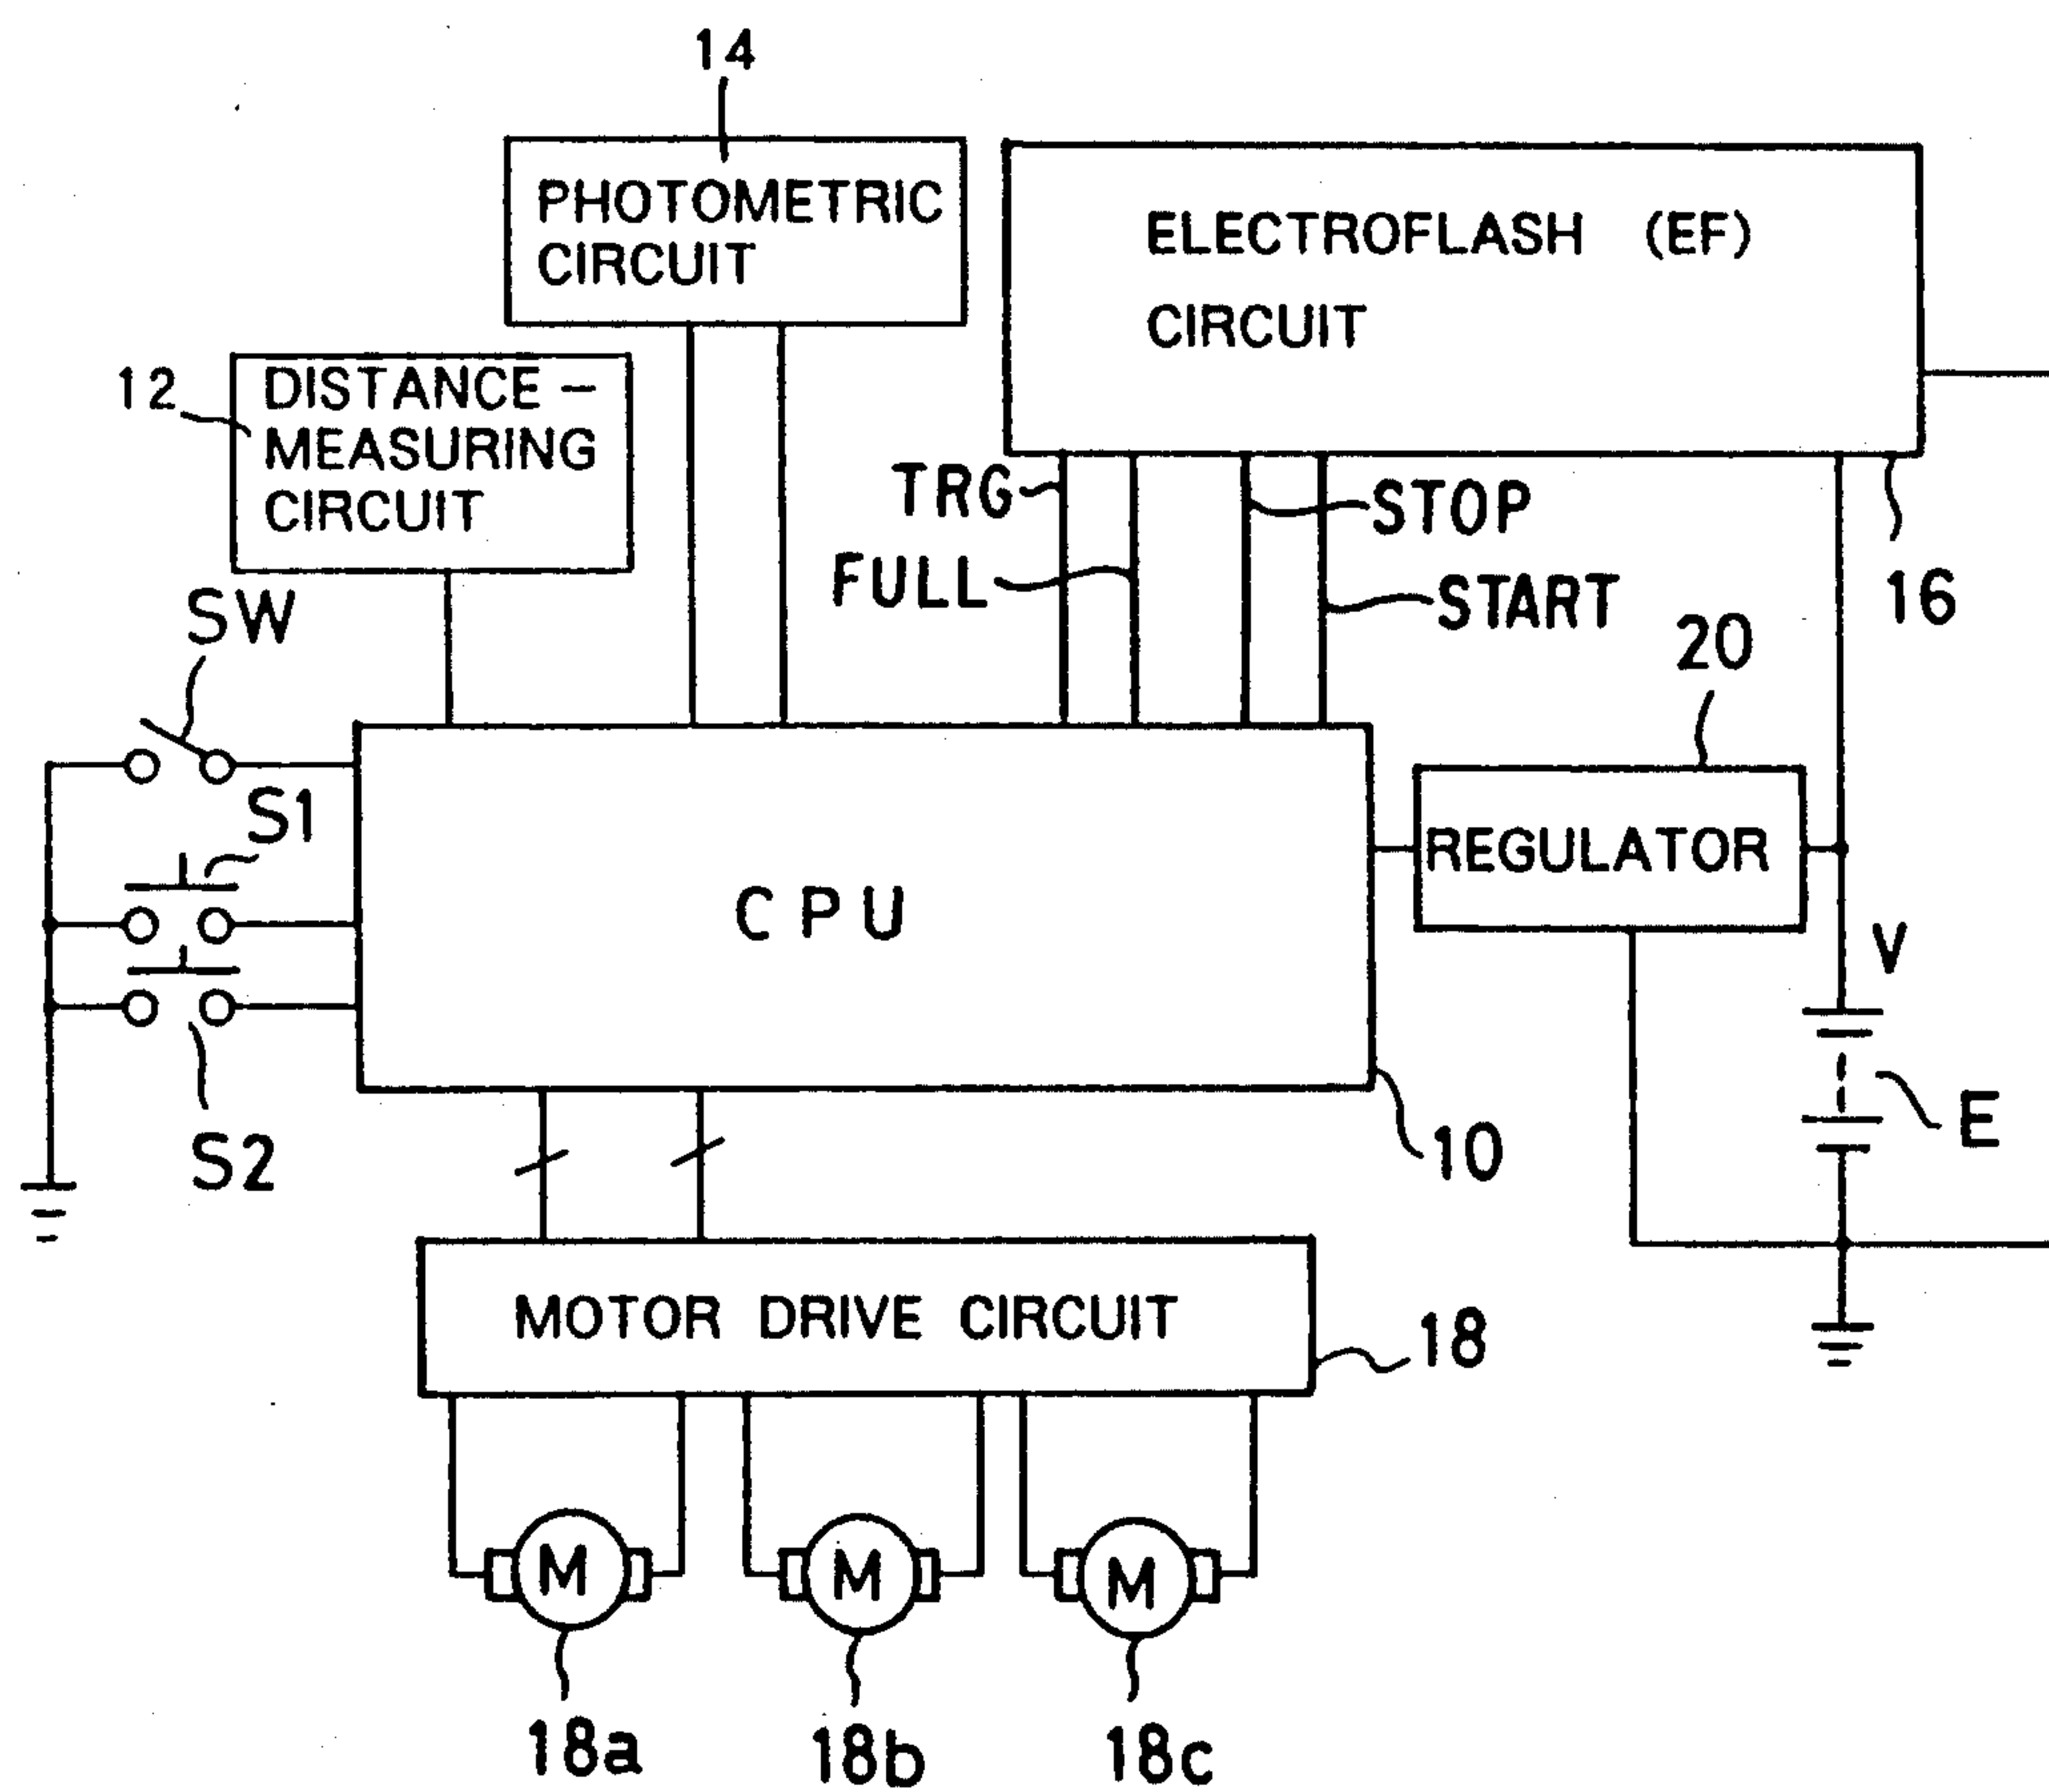 14
PHOTOMETRIC
CIRCUIT
ELECTROFLASH (EF)
CIRCUIT
12
DISTANCE –
MEASURING
CIRCUIT
TRG
STOP
FULL
START
16
SW
20
S1
REGULATOR
CPU
V
E
S2
10
MOTOR DRIVE CIRCUIT
18
M
M
M
18a
18b
18c